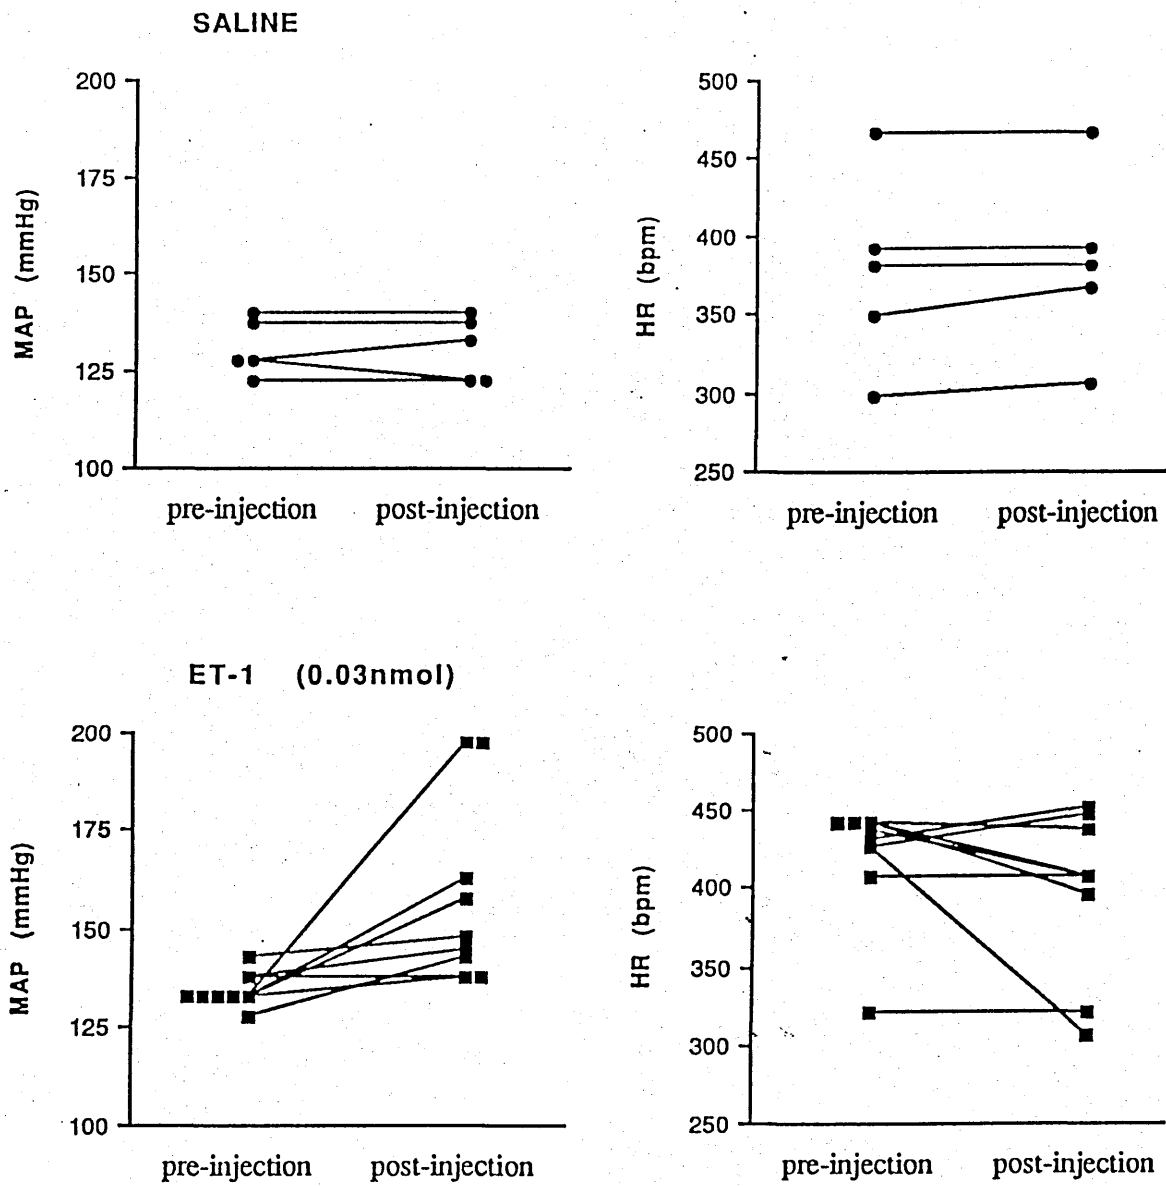 SALINE
200
175
150
125
100
MAP (mmHg)
pre-injection post-injection
500
450
400
350
300
250
HR (bpm)
pre-injection post-injection
ET-1 (0.03nmol)
200
175
150
125
100
MAP (mmHg)
pre-injection post-injection
500
450
400
350
300
250
HR (bpm)
pre-injection post-injection